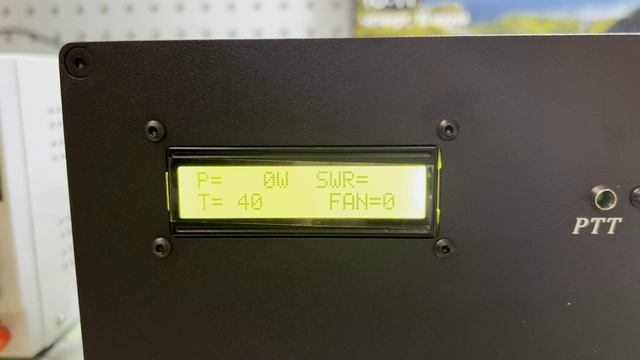 P=   0W  SWR=
T= 40     FAN=0
PTT